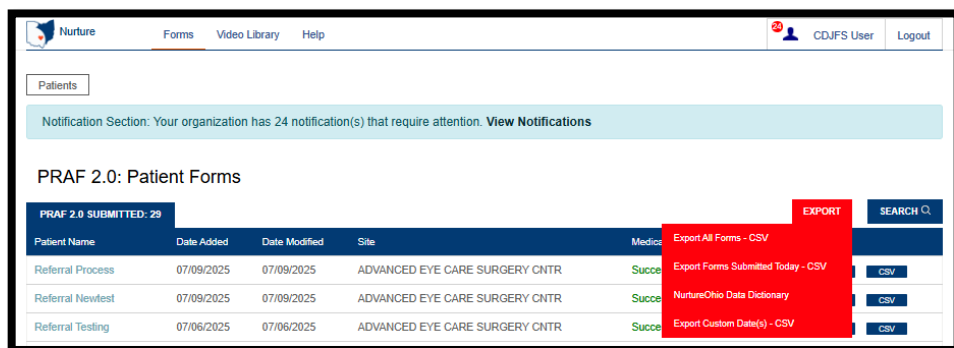 Nurture Forms Video Library Help 24 CDJFS User Logout
Patients
Notification Section: Your organization has 24 notification(s) that require attention. View Notifications
PRAF 2.0: Patient Forms
PRAF 2.0 SUBMITTED: 29 EXPORT SEARCH
Patient Name Date Added Date Modified Site Medica
Export All Forms - CSV
Referral Process 07/09/2025 07/09/2025 ADVANCED EYE CARE SURGERY CNTR Succe CSV
Export Forms Submitted Today - CSV
Referral Newtest 07/09/2025 07/09/2025 ADVANCED EYE CARE SURGERY CNTR Succe CSV
NurtureOhio Data Dictionary
Referral Testing 07/06/2025 07/06/2025 ADVANCED EYE CARE SURGERY CNTR Succe CSV
Export Custom Date(s) - CSV